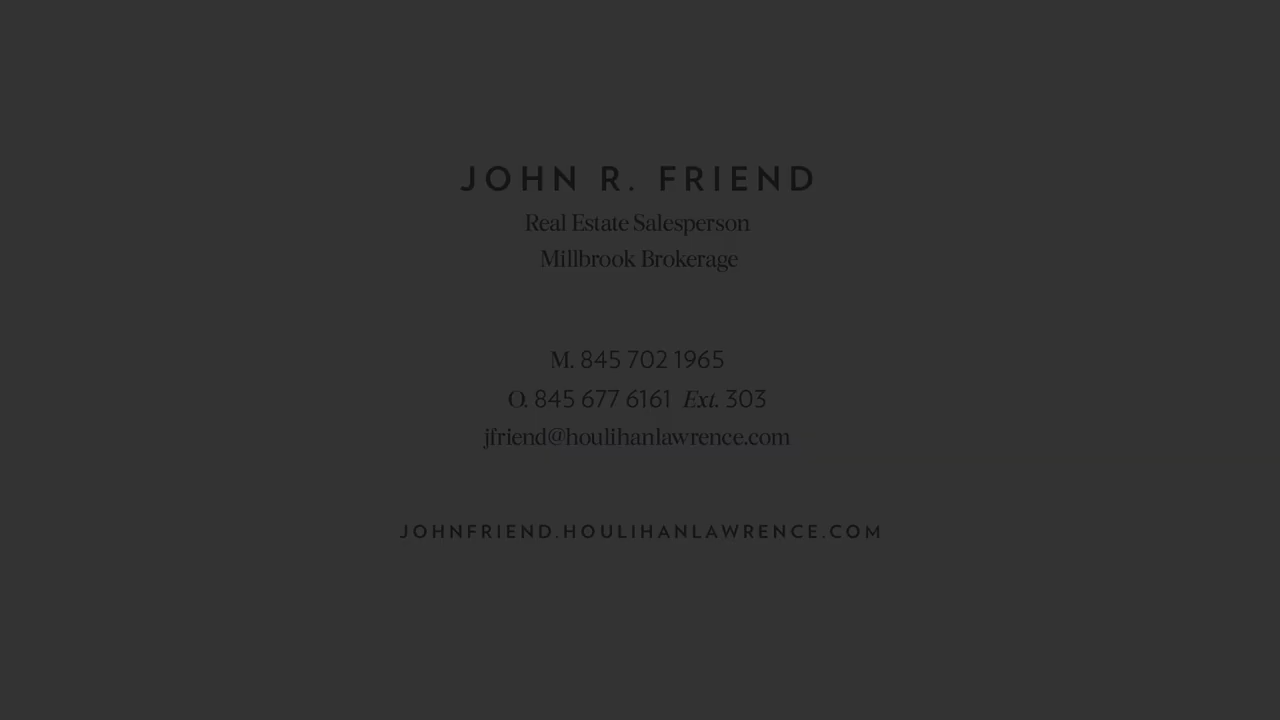 JOHN R. FRIEND
Real Estate Salesperson
Millbrook Brokerage
M. 845 702 1965
O. 845 677 6161 Ext. 303
jfriend@houlihanlawrence.com
JOHNFRIEND.HOULIHANLAWRENCE.COM